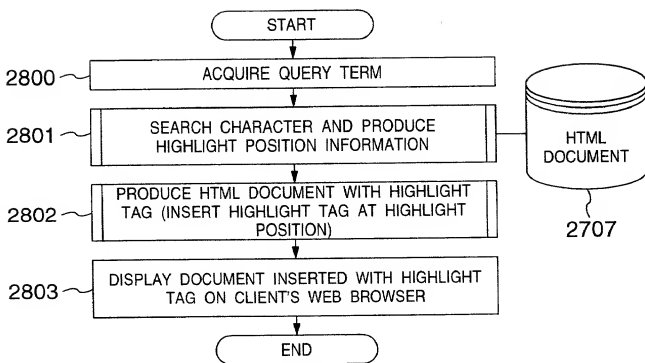 START
2800
ACQUIRE QUERY TERM
2801
SEARCH CHARACTER AND PRODUCE
HIGHLIGHT POSITION INFORMATION
HTML
DOCUMENT
2707
2802
PRODUCE HTML DOCUMENT WITH HIGHLIGHT
TAG (INSERT HIGHLIGHT TAG AT HIGHLIGHT
POSITION)
2803
DISPLAY DOCUMENT INSERTED WITH HIGHLIGHT
TAG ON CLIENT'S WEB BROWSER
END